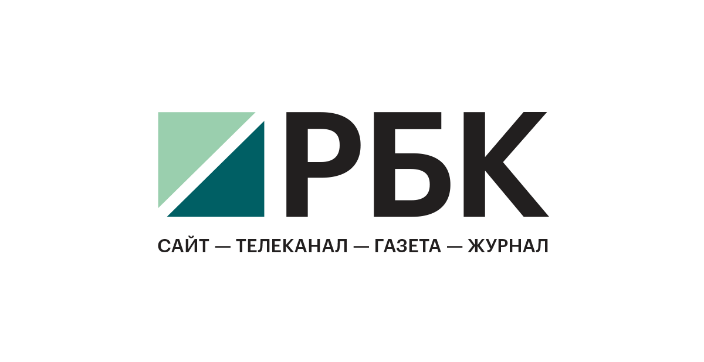 РБК
САЙТ — ТЕЛЕКАНАЛ — ГАЗЕТА — ЖУРНАЛ